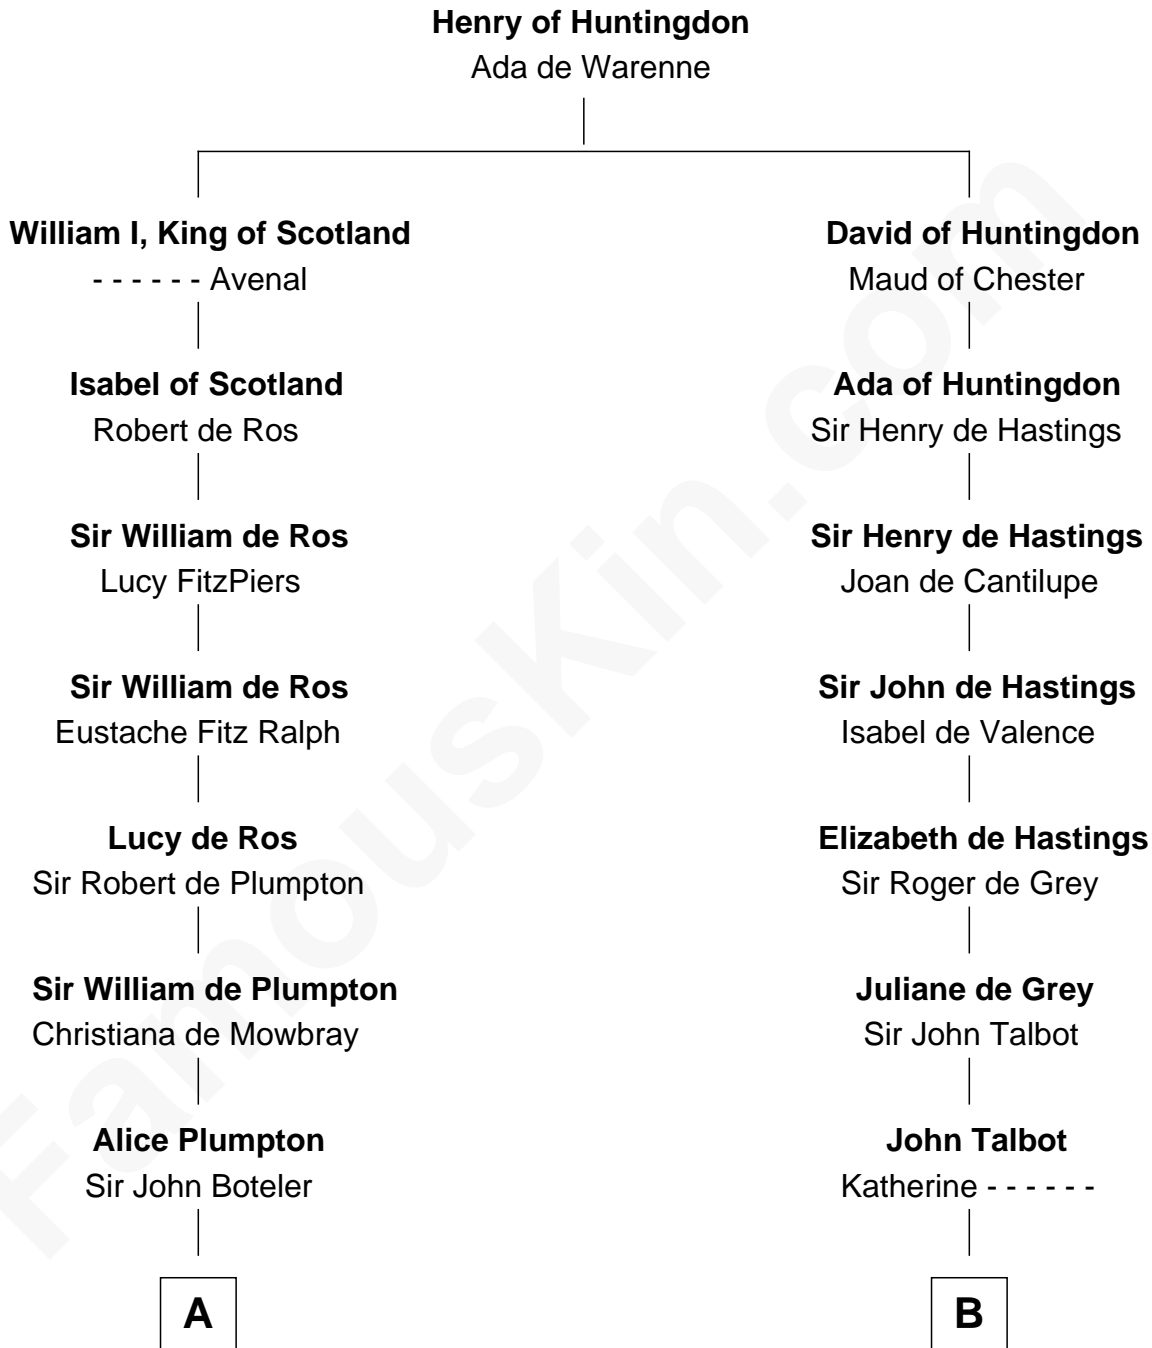 Henry of Huntingdon
Ada de Warenne
William I, King of Scotland
- - - - - - Avenal
Isabel of Scotland
Robert de Ros
Sir William de Ros
Lucy FitzPiers
Sir William de Ros
Eustache Fitz Ralph
Lucy de Ros
Sir Robert de Plumpton
Sir William de Plumpton
Christiana de Mowbray
Alice Plumpton
Sir John Boteler
A
David of Huntingdon
Maud of Chester
Ada of Huntingdon
Sir Henry de Hastings
Sir Henry de Hastings
Joan de Cantilupe
Sir John de Hastings
Isabel de Valence
Elizabeth de Hastings
Sir Roger de Grey
Juliane de Grey
Sir John Talbot
John Talbot
Katherine - - - - - -
B
FamousKin.com